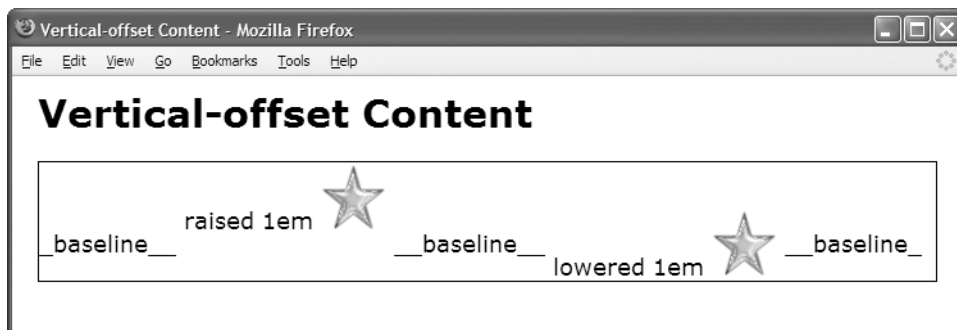 Vertical-offset Content - Mozilla Firefox
File Edit View Go Bookmarks Tools Help
Vertical-offset Content
_baseline__ raised 1em __baseline__ lowered 1em __baseline_